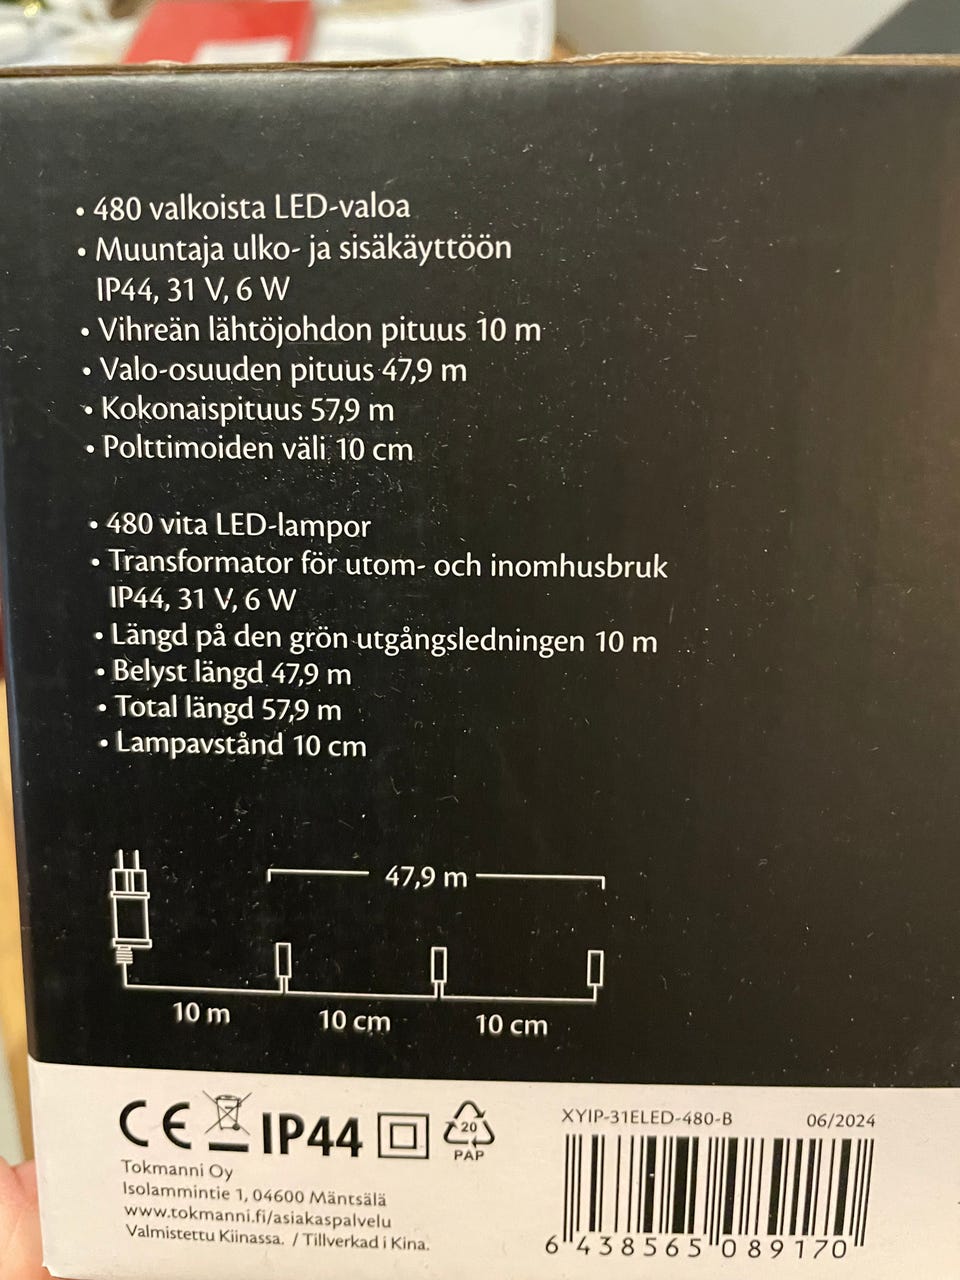 • 480 valkoista LED-valoa
• Muuntaja ulko- ja sisäkäyttöön
IP44, 31 V, 6 W
• Vihreän lähtöjohdon pituus 10 m
• Valo-osuuden pituus 47,9 m
• Kokonaispituus 57,9 m
• Polttimoiden väli 10 cm
• 480 vita LED-lampor
• Transformator för utom- och inomhusbruk
IP44, 31 V, 6 W
• Längd på den grön utgångsledningen 10 m
• Belyst längd 47,9 m
• Total längd 57,9 m
• Lampavstånd 10 cm
47,9 m
10 m
10 cm
10 cm
CE IP44
20
PAP
Tokmanni Oy
Isolammintie 1, 04600 Mäntsälä
www.tokmanni.fi/asiakaspalvelu
Valmistettu Kiinassa. / Tillverkad i Kina.
XYIP-31ELED-480-B 06/2024
6 438565 089170